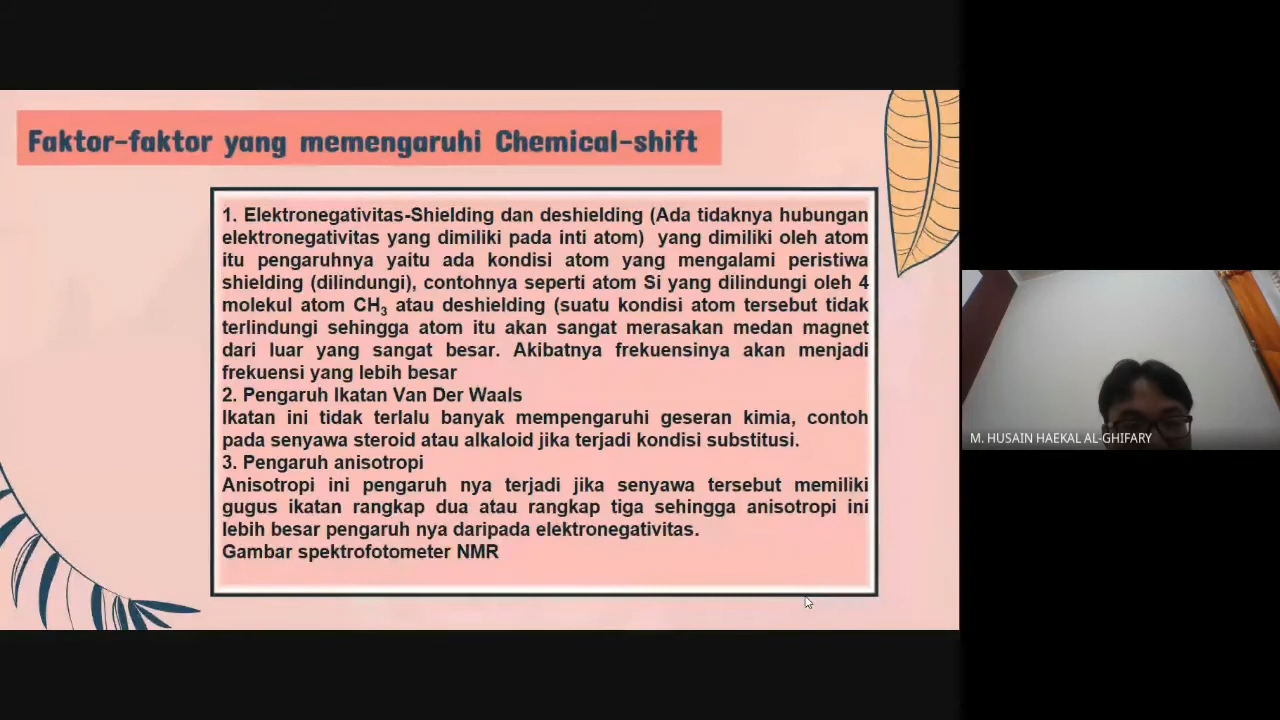 Faktor-faktor yang memengaruhi Chemical-shift
1. Elektronegativitas-Shielding dan deshielding (Ada tidaknya hubungan
elektronegativitas yang dimiliki pada inti atom) yang dimiliki oleh atom
itu pengaruhnya yaitu ada kondisi atom yang mengalami peristiwa
shielding (dilindungi), contohnya seperti atom Si yang dilindungi oleh 4
molekul atom CH₃ atau deshielding (suatu kondisi atom tersebut tidak
terlindungi sehingga atom itu akan sangat merasakan medan magnet
dari luar yang sangat besar. Akibatnya frekuensinya akan menjadi
frekuensi yang lebih besar
2. Pengaruh Ikatan Van Der Waals
Ikatan ini tidak terlalu banyak mempengaruhi geseran kimia, contoh
pada senyawa steroid atau alkaloid jika terjadi kondisi substitusi.
3. Pengaruh anisotropi
Anisotropi ini pengaruh nya terjadi jika senyawa tersebut memiliki
gugus ikatan rangkap dua atau rangkap tiga sehingga anisotropi ini
lebih besar pengaruh nya daripada elektronegativitas.
Gambar spektrofotometer NMR
M. HUSAIN HAEKAL AL-GHIFARY